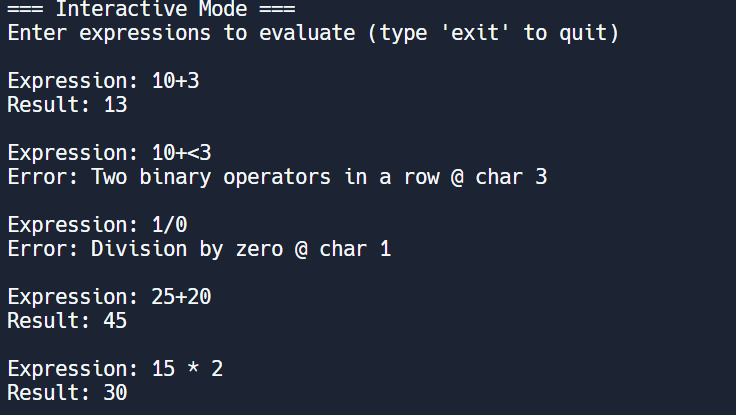 === Interactive Mode ===
Enter expressions to evaluate (type 'exit' to quit)
Expression: 10+3
Result: 13
Expression: 10+<3
Error: Two binary operators in a row @ char 3
Expression: 1/0
Error: Division by zero @ char 1
Expression: 25+20
Result: 45
Expression: 15 * 2
Result: 30